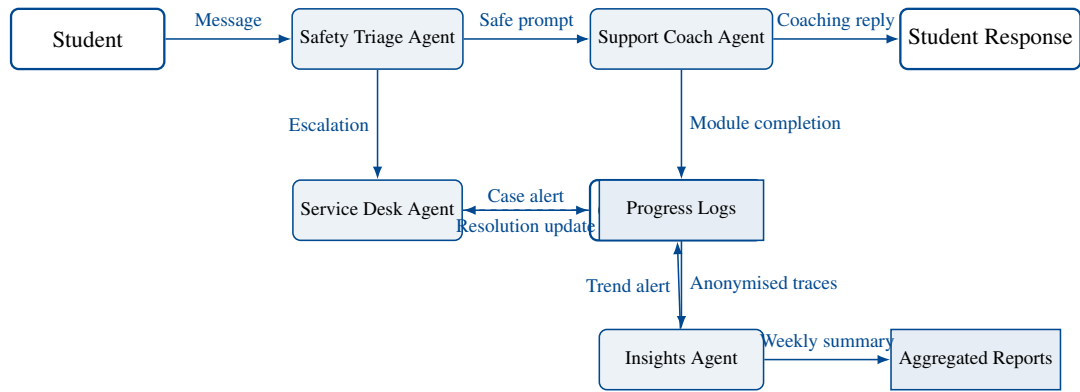 Message
Safe prompt
Coaching reply
Student
Safety Triage Agent
Support Coach Agent
Student Response
Escalation
Module completion
Case alert
Service Desk Agent
Progress Logs
Resolution update
Trend alert
Anonymised traces
Weekly summary
Insights Agent
Aggregated Reports